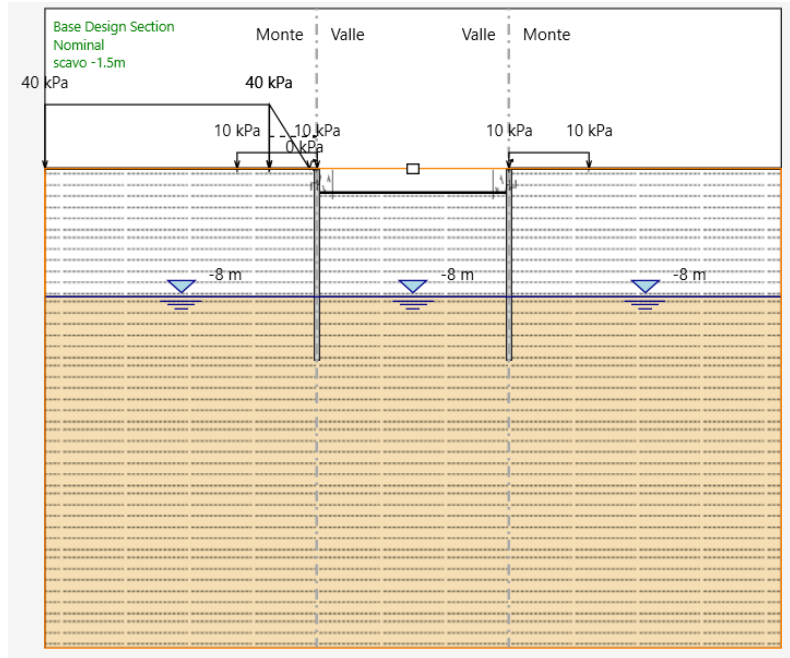 Base Design Section
Nominal
scavo -1.5m
Monte Valle Valle Monte
40 kPa 40 kPa
10 kPa 10 kPa 10 kPa 10 kPa
0 kPa
-8 m -8 m -8 m